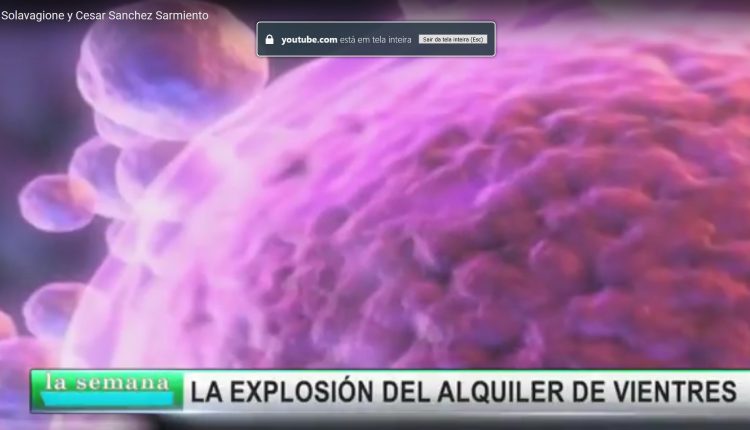 Solavagione y Cesar Sanchez Sarmiento
youtube.com está em tela inteira
Sair da tela inteira (Esc)
la semana
LA EXPLOSIÓN DEL ALQUILER DE VIENTRES